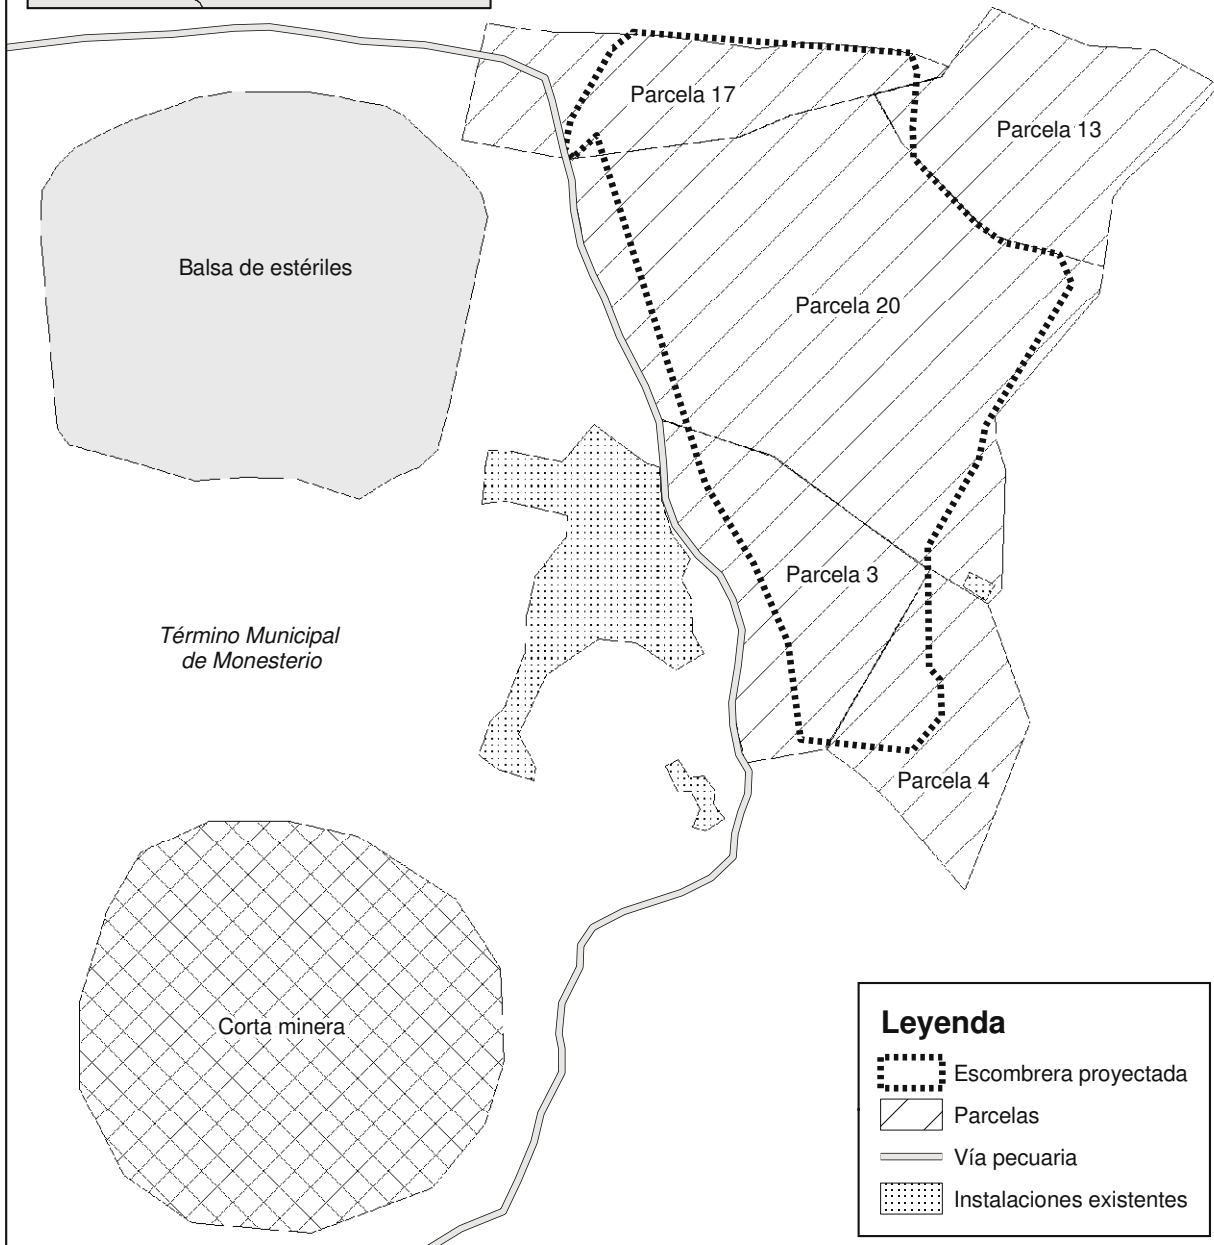 Parcela 17
Parcela 13
Balsa de estériles
Parcela 20
Parcela 3
Término Municipal
de Monesterio
Parcela 4
Corta minera
Leyenda
Escombrera proyectada
Parcelas
Vía pecuaria
Instalaciones existentes